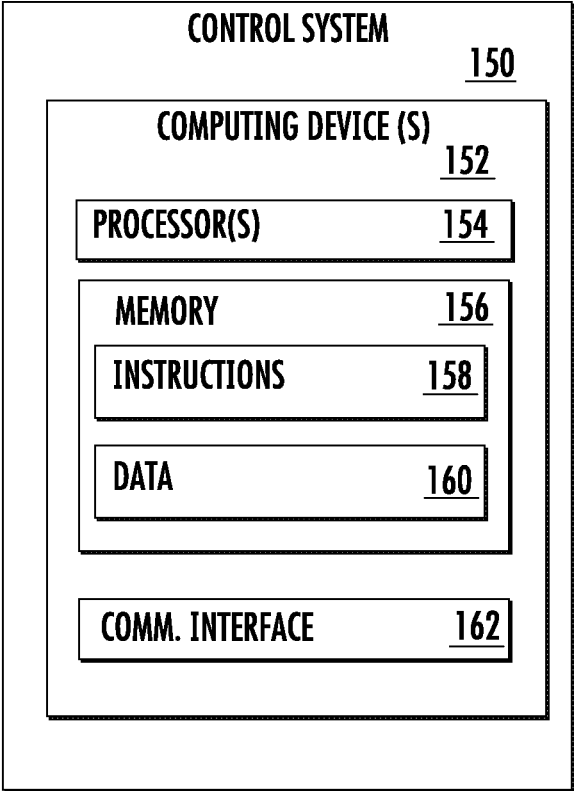 CONTROL SYSTEM
150
COMPUTING DEVICE (S)
152
PROCESSOR(S) 154
MEMORY 156
INSTRUCTIONS 158
DATA 160
COMM. INTERFACE 162